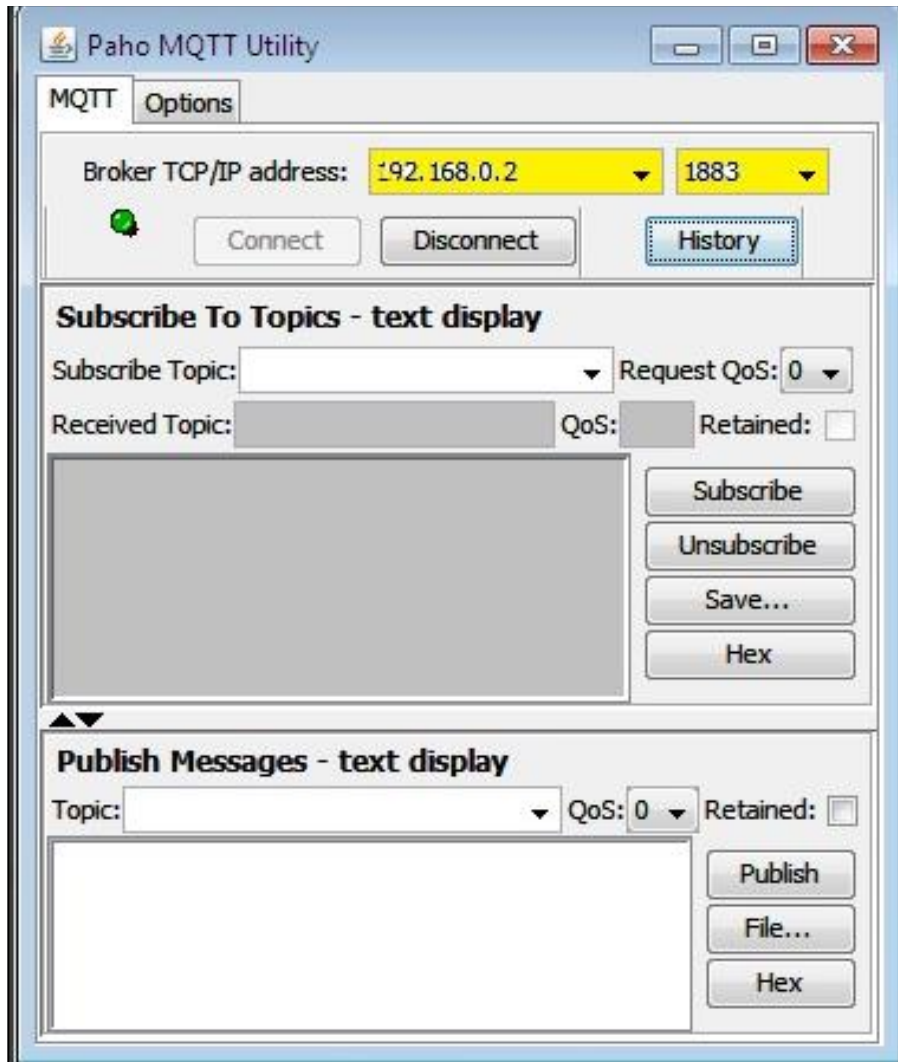 Paho MQTT Utility
MQTT Options
Broker TCP/IP address: 192.168.0.2 1883
Connect Disconnect History
Subscribe To Topics - text display
Subscribe Topic: Request QoS: 0
Received Topic: QoS: Retained:
Subscribe
Unsubscribe
Save...
Hex
Publish Messages - text display
Topic: QoS: 0 Retained:
Publish
File...
Hex